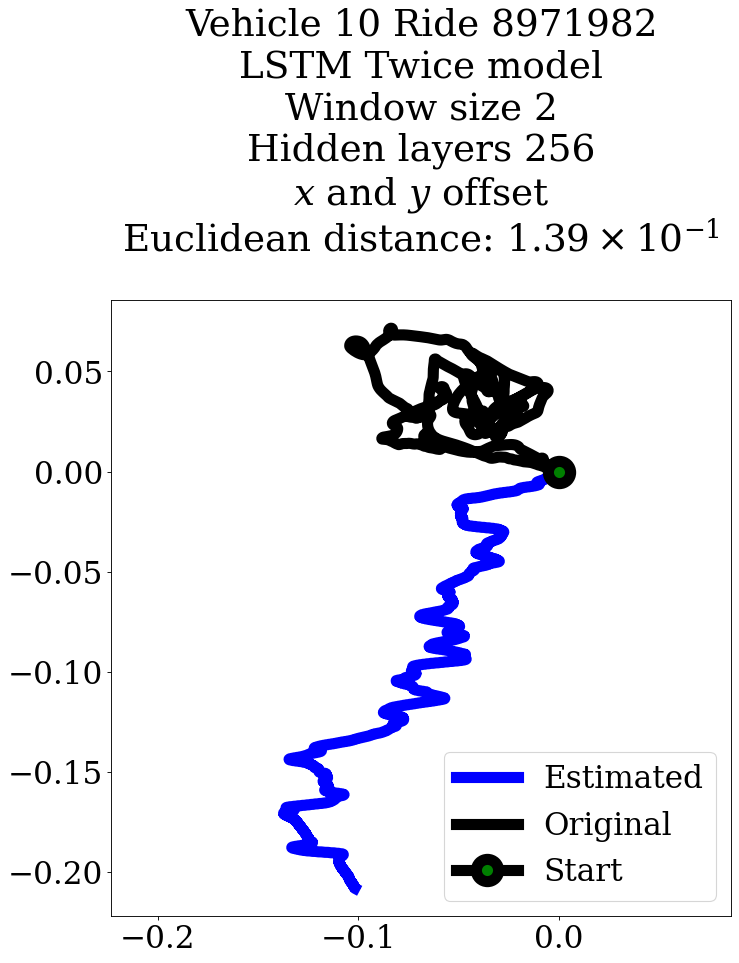 Vehicle 10 Ride 8971982
LSTM Twice model
Window size 2
Hidden layers 256
x and y offset
Euclidean distance: 1.39 × 10⁻¹
0.05
0.00
−0.05
−0.10
−0.15
−0.20
Estimated
Original
Start
−0.2
−0.1
0.0